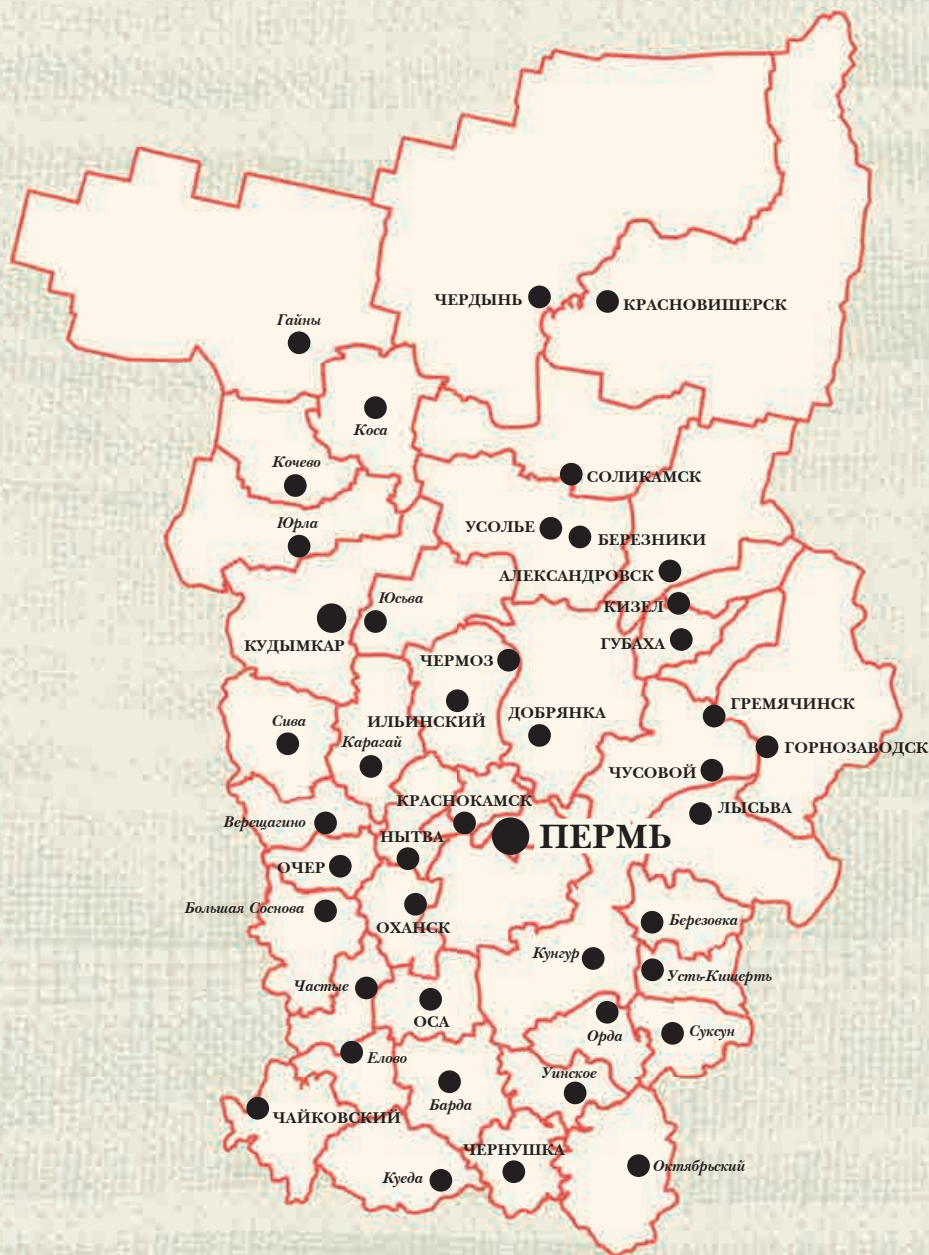 ЧЕРДЫНЬ
КРАСНОВИШЕРСК
Гайны
Коса
Кочево
СОЛИКАМСК
Юрла
УСОЛЬЕ
БЕРЕЗНИКИ
АЛЕКСАНДРОВСК
Юсьва
КИЗЕЛ
КУДЫМКАР
ГУБАХА
ЧЕРМОЗ
ГРЕМЯЧИНСК
Сива
ИЛЬИНСКИЙ
ДОБРЯНКА
Карагай
ГОРНОЗАВОДСК
ЧУСОВОЙ
КРАСНОКАМСК
ЛЫСЬВА
Верещагино
НЫТВА
ПЕРМЬ
ОЧЕР
Большая Соснова
ОХАНСК
Березовка
Кунгур
Усть-Кишерть
Частые
ОСА
Орда
Суксун
Елово
Уинское
Барда
ЧАЙКОВСКИЙ
ЧЕРНУШКА
Куеда
Октябрьский